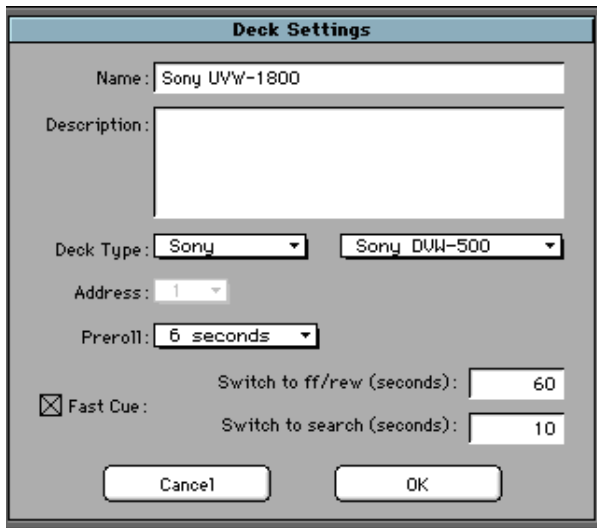 Deck Settings
Name: Sony UVW-1800
Description:
Deck Type: Sony Sony DVW-500
Address: 1
Preroll: 6 seconds
Switch to ff/rew (seconds): 60
Fast Cue:
Switch to search (seconds): 10
Cancel OK